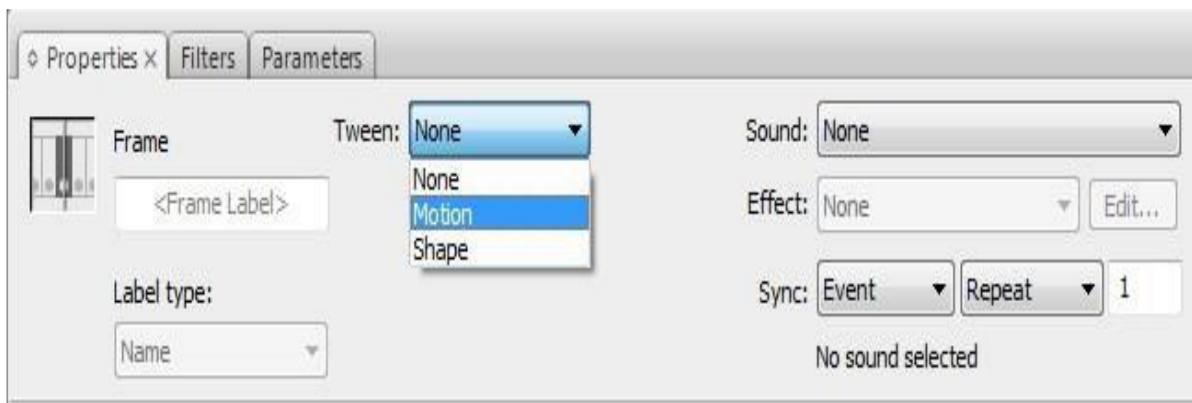 Properties
Filters
Parameters
Frame
<Frame Label>
Label type:
Name
Tween: None
None
Motion
Shape
Sound: None
Effect: None Edit...
Sync: Event Repeat 1
No sound selected